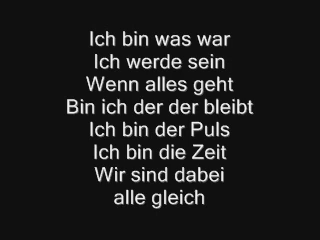 Ich bin was war
Ich werde sein
Wenn alles geht
Bin ich der der bleibt
Ich bin der Puls
Ich bin die Zeit
Wir sind dabei
alle gleich